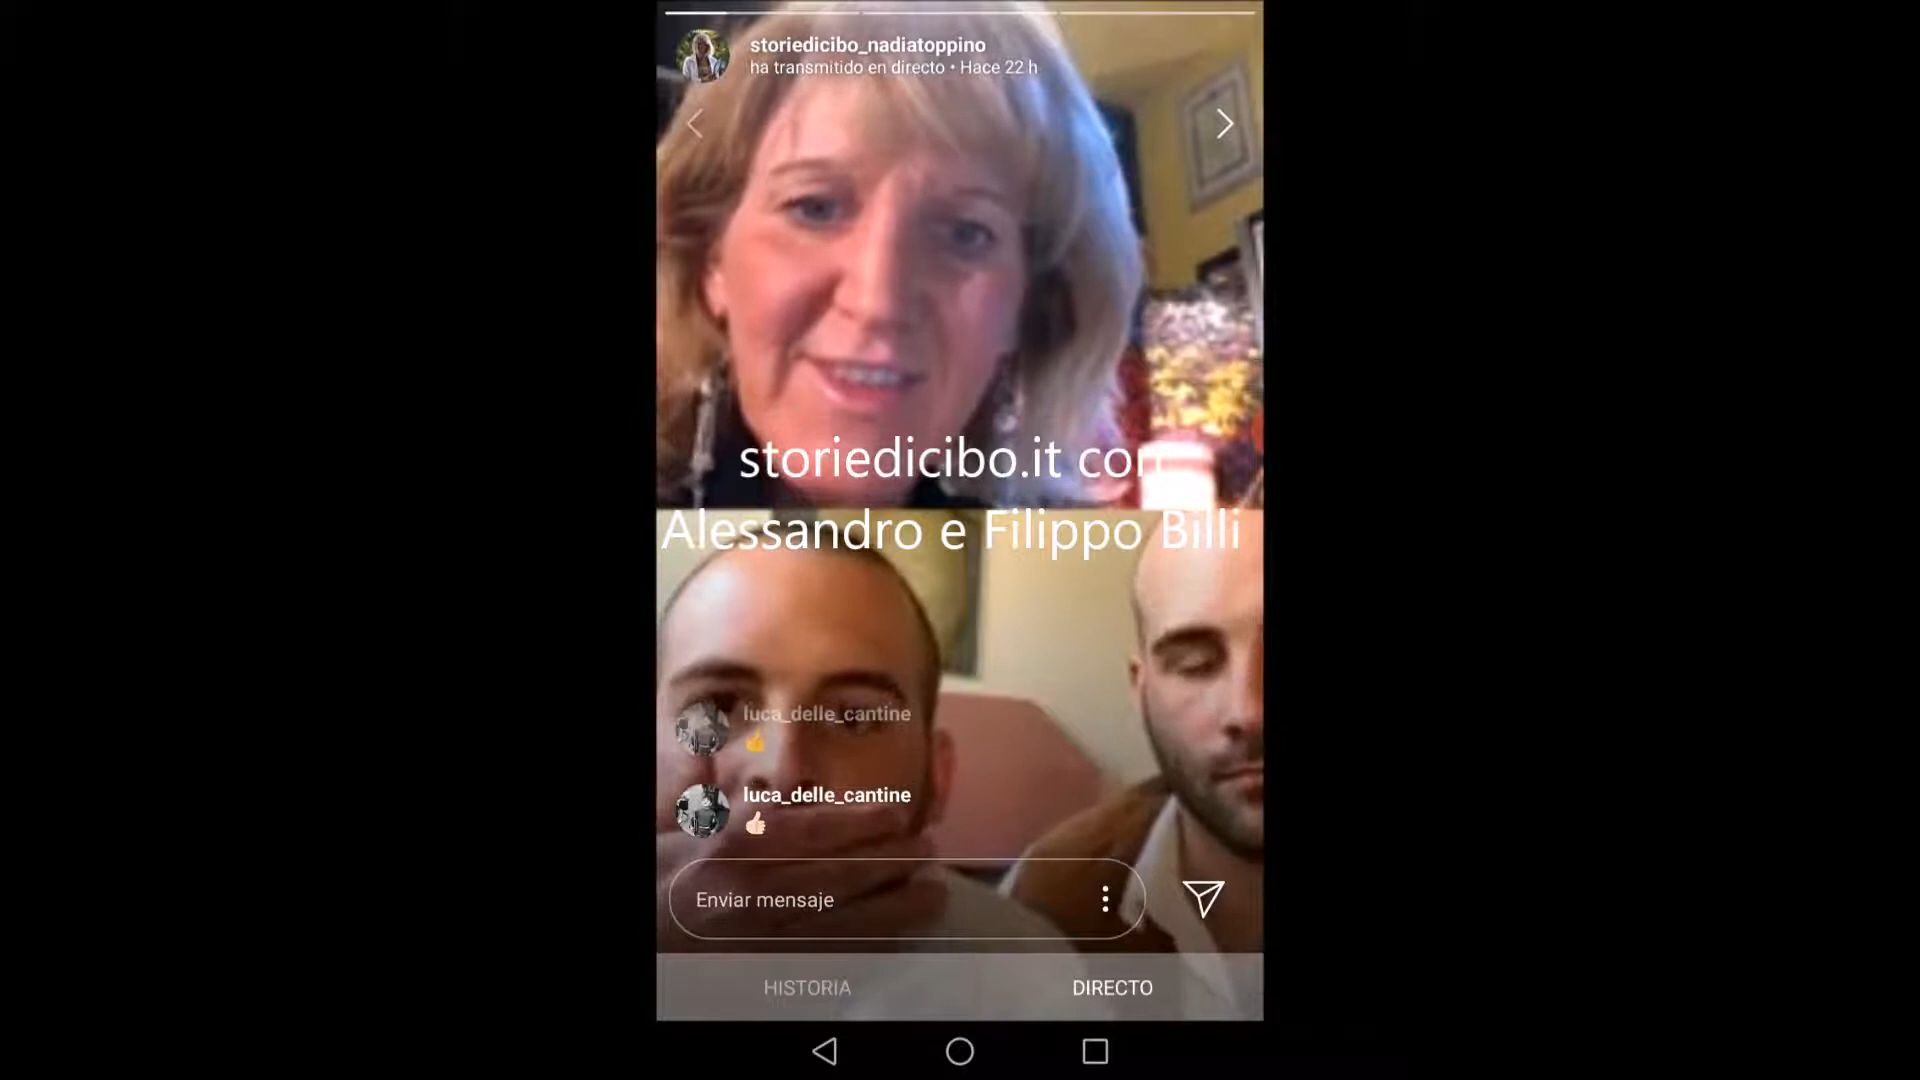 storiedicibo_nadiatoppino
ha transmitido en directo • Hace 22 h
storiedicibo.it con
Alessandro e Filippo Billi
luca_delle_cantine
👍
luca_delle_cantine
👍🏻
Enviar mensaje
HISTORIA
DIRECTO